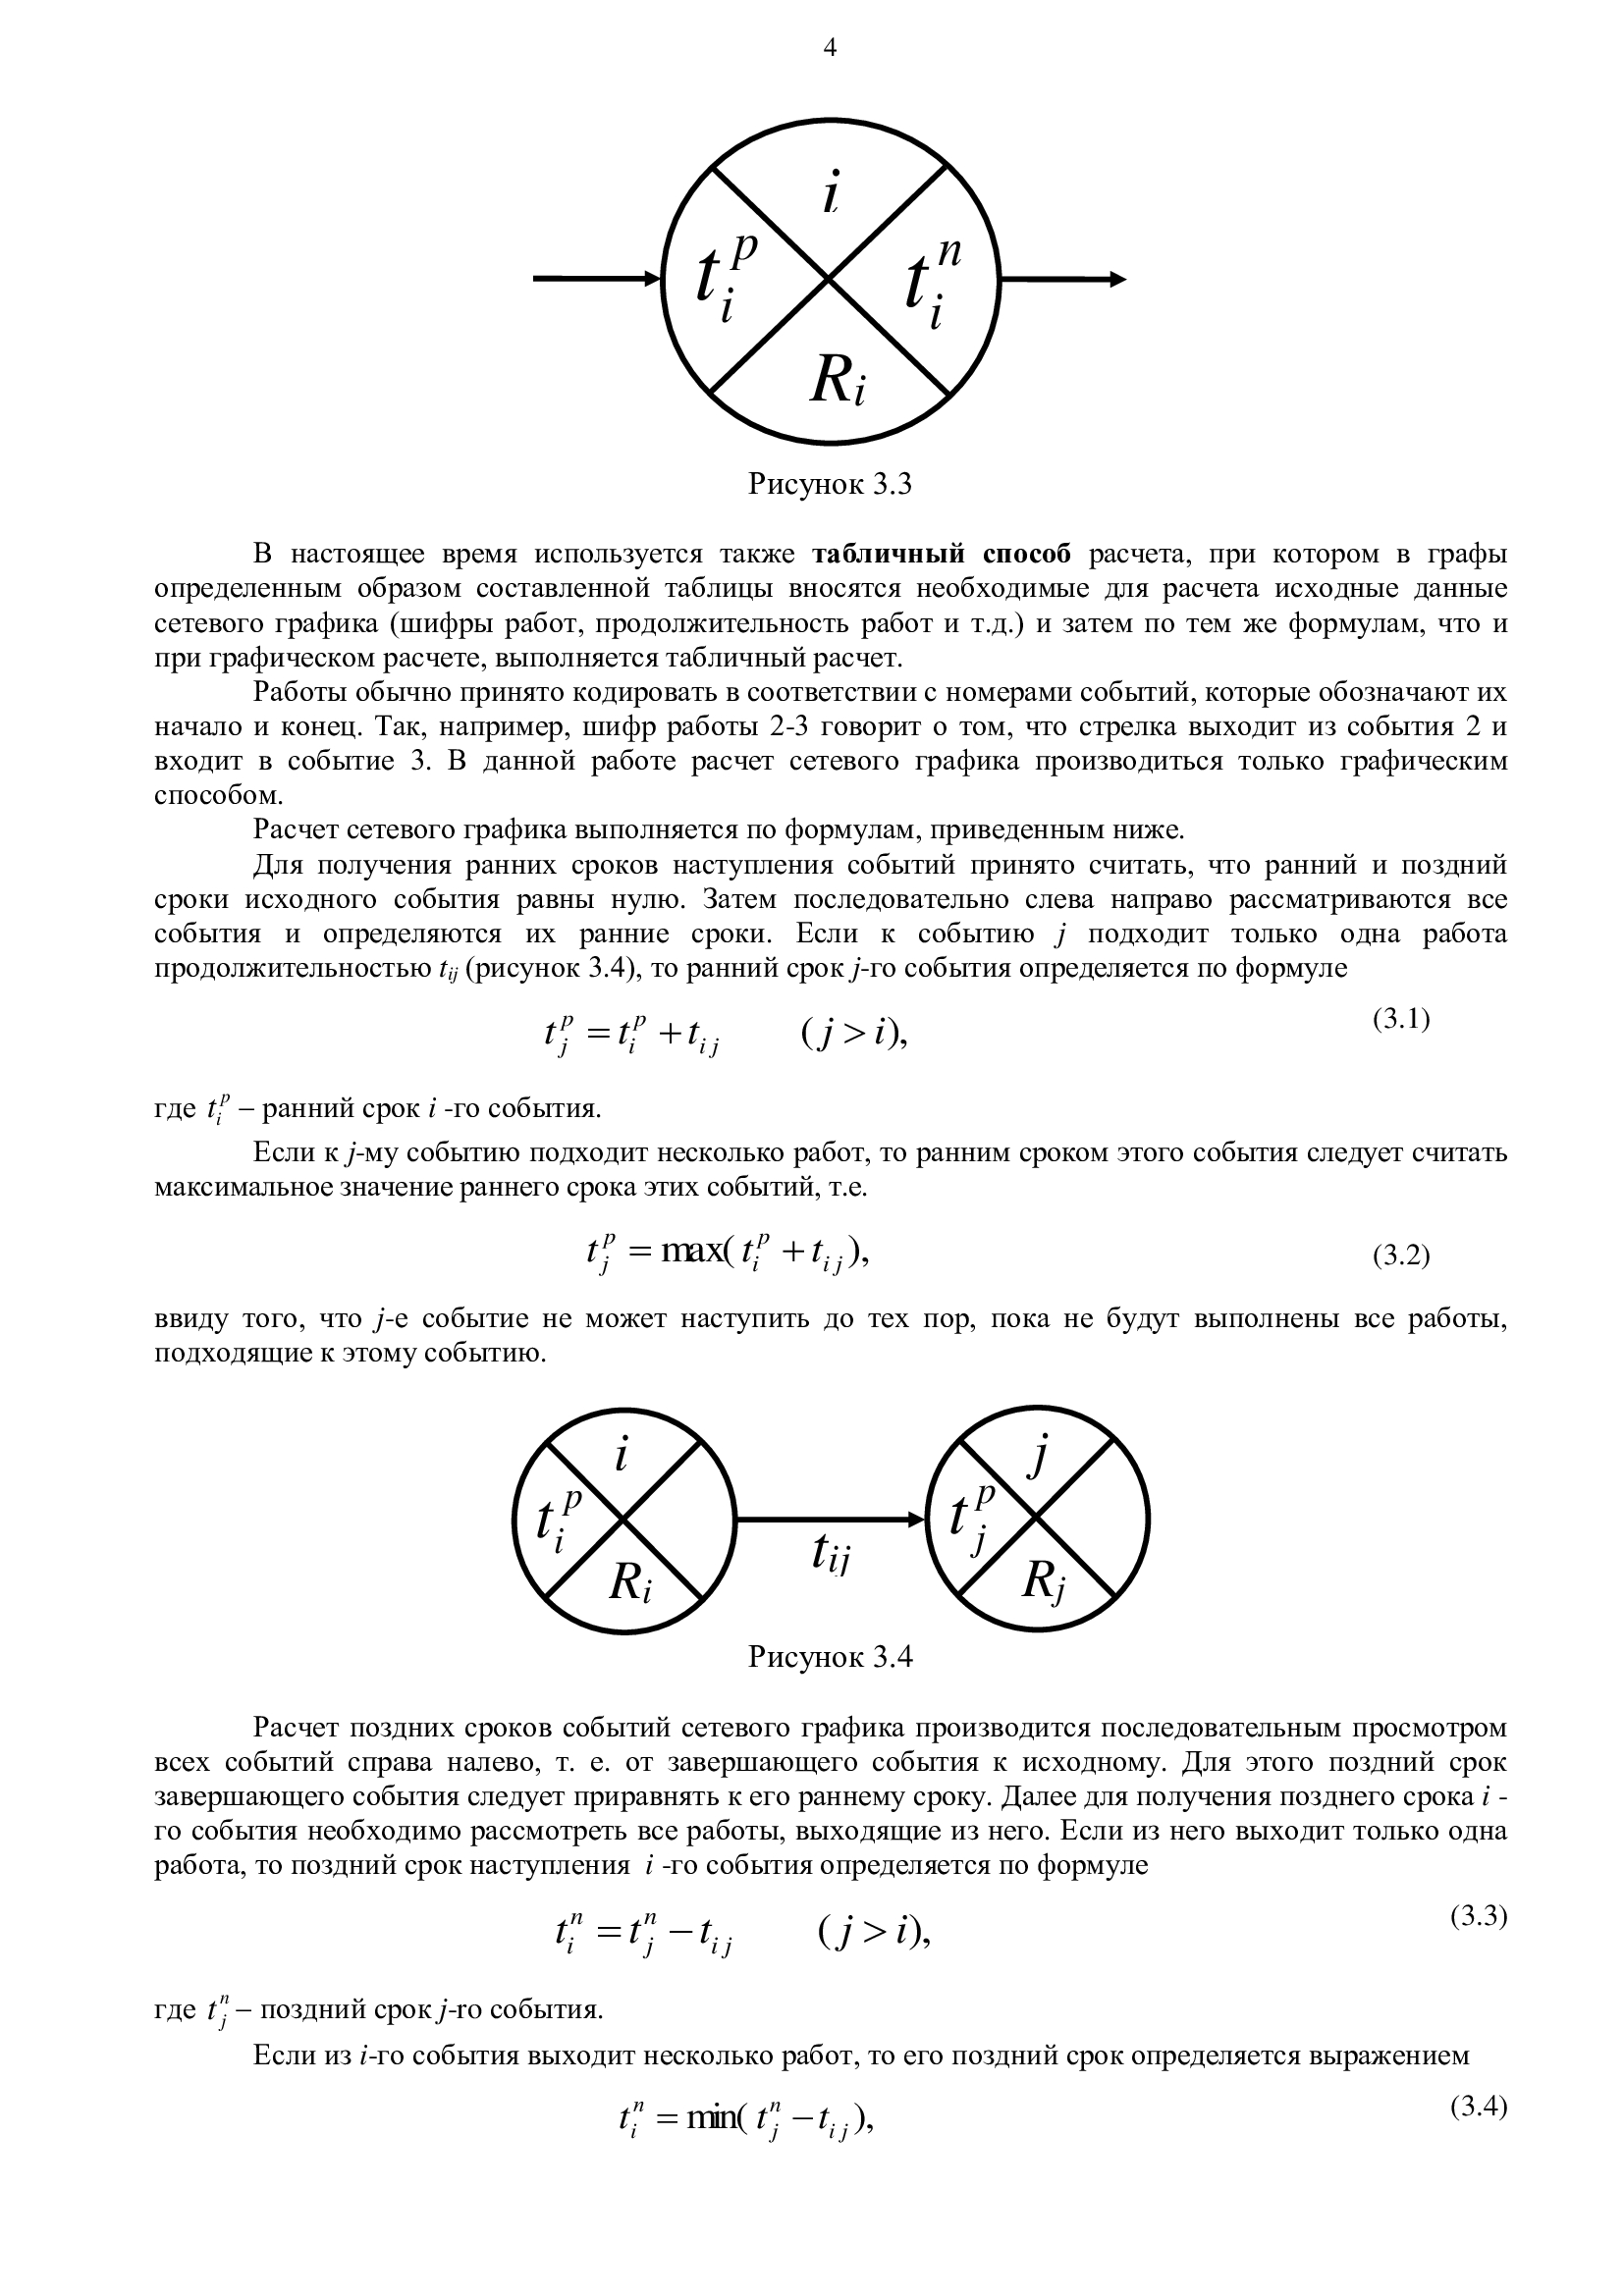 4
i
t_i^p
t_i^n
R_i
Рисунок 3.3
В настоящее время используется также табличный способ расчета, при котором в графы
определенным образом составленной таблицы вносятся необходимые для расчета исходные данные
сетевого графика (шифры работ, продолжительность работ и т.д.) и затем по тем же формулам, что и
при графическом расчете, выполняется табличный расчет.
Работы обычно принято кодировать в соответствии с номерами событий, которые обозначают их
начало и конец. Так, например, шифр работы 2-3 говорит о том, что стрелка выходит из события 2 и
входит в событие 3. В данной работе расчет сетевого графика производиться только графическим
способом.
Расчет сетевого графика выполняется по формулам, приведенным ниже.
Для получения ранних сроков наступления событий принято считать, что ранний и поздний
сроки исходного события равны нулю. Затем последовательно слева направо рассматриваются все
события и определяются их ранние сроки. Если к событию j подходит только одна работа
продолжительностью t_ij (рисунок 3.4), то ранний срок j-го события определяется по формуле
t_j^p = t_i^p + t_ij (j > i), (3.1)
где t_i^p – ранний срок i -го события.
Если к j-му событию подходит несколько работ, то ранним сроком этого события следует считать
максимальное значение раннего срока этих событий, т.е.
t_j^p = max( t_i^p + t_ij ), (3.2)
ввиду того, что j-е событие не может наступить до тех пор, пока не будут выполнены все работы,
подходящие к этому событию.
i
t_i^p
R_i
t_ij
j
t_j^p
R_j
Рисунок 3.4
Расчет поздних сроков событий сетевого графика производится последовательным просмотром
всех событий справа налево, т. е. от завершающего события к исходному. Для этого поздний срок
завершающего события следует приравнять к его раннему сроку. Далее для получения позднего срока i -
го события необходимо рассмотреть все работы, выходящие из него. Если из него выходит только одна
работа, то поздний срок наступления i -го события определяется по формуле
t_i^n = t_j^n − t_ij (j > i), (3.3)
где t_j^n – поздний срок j-го события.
Если из i-го события выходит несколько работ, то его поздний срок определяется выражением
t_i^n = min( t_j^n − t_ij ), (3.4)